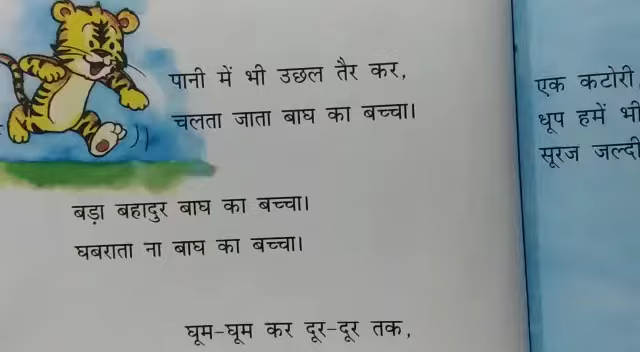 पानी में भी उछल तैर कर,
चलता जाता बाघ का बच्चा।
बड़ा बहादुर बाघ का बच्चा।
घबराता ना बाघ का बच्चा।
घूम-घूम कर दूर-दूर तक,
एक कटोरी
धूप हमें भी
सूरज जल्दी